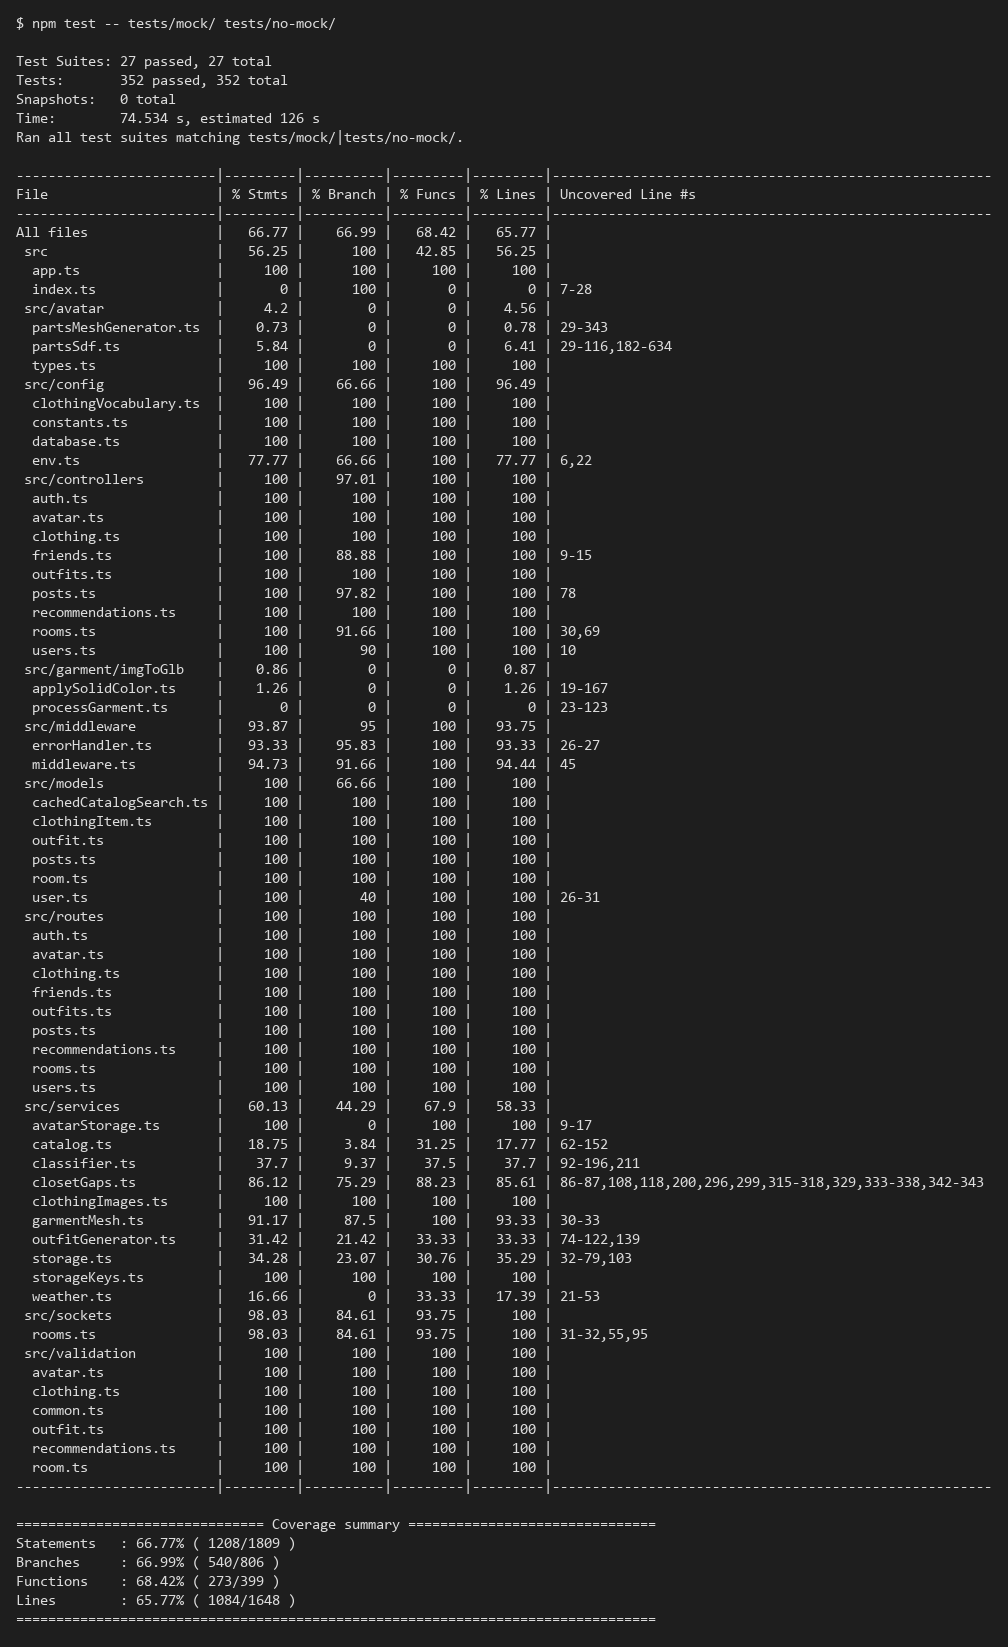 $ npm test -- tests/mock/ tests/no-mock/

Test Suites: 27 passed, 27 total
Tests:       352 passed, 352 total
Snapshots:   0 total
Time:        74.534 s, estimated 126 s
Ran all test suites matching tests/mock/|tests/no-mock/.

-------------------------|---------|----------|---------|---------|-------------------------------------------------------
File                     | % Stmts | % Branch | % Funcs | % Lines | Uncovered Line #s
-------------------------|---------|----------|---------|---------|-------------------------------------------------------
All files                |   66.77 |    66.99 |   68.42 |   65.77 |
 src                     |   56.25 |      100 |   42.85 |   56.25 |
  app.ts                 |     100 |      100 |     100 |     100 |
  index.ts               |       0 |      100 |       0 |       0 | 7-28
 src/avatar              |     4.2 |        0 |       0 |    4.56 |
  partsMeshGenerator.ts  |    0.73 |        0 |       0 |    0.78 | 29-343
  partsSdf.ts            |    5.84 |        0 |       0 |    6.41 | 29-116,182-634
  types.ts               |     100 |      100 |     100 |     100 |
 src/config              |   96.49 |    66.66 |     100 |   96.49 |
  clothingVocabulary.ts  |     100 |      100 |     100 |     100 |
  constants.ts           |     100 |      100 |     100 |     100 |
  database.ts            |     100 |      100 |     100 |     100 |
  env.ts                 |   77.77 |    66.66 |     100 |   77.77 | 6,22
 src/controllers         |     100 |    97.01 |     100 |     100 |
  auth.ts                |     100 |      100 |     100 |     100 |
  avatar.ts              |     100 |      100 |     100 |     100 |
  clothing.ts            |     100 |      100 |     100 |     100 |
  friends.ts             |     100 |    88.88 |     100 |     100 | 9-15
  outfits.ts             |     100 |      100 |     100 |     100 |
  posts.ts               |     100 |    97.82 |     100 |     100 | 78
  recommendations.ts     |     100 |      100 |     100 |     100 |
  rooms.ts               |     100 |    91.66 |     100 |     100 | 30,69
  users.ts               |     100 |       90 |     100 |     100 | 10
 src/garment/imgToGlb    |    0.86 |        0 |       0 |    0.87 |
  applySolidColor.ts     |    1.26 |        0 |       0 |    1.26 | 19-167
  processGarment.ts      |       0 |        0 |       0 |       0 | 23-123
 src/middleware          |   93.87 |       95 |     100 |   93.75 |
  errorHandler.ts        |   93.33 |    95.83 |     100 |   93.33 | 26-27
  middleware.ts          |   94.73 |    91.66 |     100 |   94.44 | 45
 src/models              |     100 |    66.66 |     100 |     100 |
  cachedCatalogSearch.ts |     100 |      100 |     100 |     100 |
  clothingItem.ts        |     100 |      100 |     100 |     100 |
  outfit.ts              |     100 |      100 |     100 |     100 |
  posts.ts               |     100 |      100 |     100 |     100 |
  room.ts                |     100 |      100 |     100 |     100 |
  user.ts                |     100 |       40 |     100 |     100 | 26-31
 src/routes              |     100 |      100 |     100 |     100 |
  auth.ts                |     100 |      100 |     100 |     100 |
  avatar.ts              |     100 |      100 |     100 |     100 |
  clothing.ts            |     100 |      100 |     100 |     100 |
  friends.ts             |     100 |      100 |     100 |     100 |
  outfits.ts             |     100 |      100 |     100 |     100 |
  posts.ts               |     100 |      100 |     100 |     100 |
  recommendations.ts     |     100 |      100 |     100 |     100 |
  rooms.ts               |     100 |      100 |     100 |     100 |
  users.ts               |     100 |      100 |     100 |     100 |
 src/services            |   60.13 |    44.29 |    67.9 |   58.33 |
  avatarStorage.ts       |     100 |        0 |     100 |     100 | 9-17
  catalog.ts             |   18.75 |     3.84 |   31.25 |   17.77 | 62-152
  classifier.ts          |    37.7 |     9.37 |    37.5 |    37.7 | 92-196,211
  closetGaps.ts          |   86.12 |    75.29 |   88.23 |   85.61 | 86-87,108,118,200,296,299,315-318,329,333-338,342-343
  clothingImages.ts      |     100 |      100 |     100 |     100 |
  garmentMesh.ts         |   91.17 |     87.5 |     100 |   93.33 | 30-33
  outfitGenerator.ts     |   31.42 |    21.42 |   33.33 |   33.33 | 74-122,139
  storage.ts             |   34.28 |    23.07 |   30.76 |   35.29 | 32-79,103
  storageKeys.ts         |     100 |      100 |     100 |     100 |
  weather.ts             |   16.66 |        0 |   33.33 |   17.39 | 21-53
 src/sockets             |   98.03 |    84.61 |   93.75 |     100 |
  rooms.ts               |   98.03 |    84.61 |   93.75 |     100 | 31-32,55,95
 src/validation          |     100 |      100 |     100 |     100 |
  avatar.ts              |     100 |      100 |     100 |     100 |
  clothing.ts            |     100 |      100 |     100 |     100 |
  common.ts              |     100 |      100 |     100 |     100 |
  outfit.ts              |     100 |      100 |     100 |     100 |
  recommendations.ts     |     100 |      100 |     100 |     100 |
  room.ts                |     100 |      100 |     100 |     100 |
-------------------------|---------|----------|---------|---------|-------------------------------------------------------

=============================== Coverage summary ===============================
Statements   : 66.77% ( 1208/1809 )
Branches     : 66.99% ( 540/806 )
Functions    : 68.42% ( 273/399 )
Lines        : 65.77% ( 1084/1648 )
================================================================================